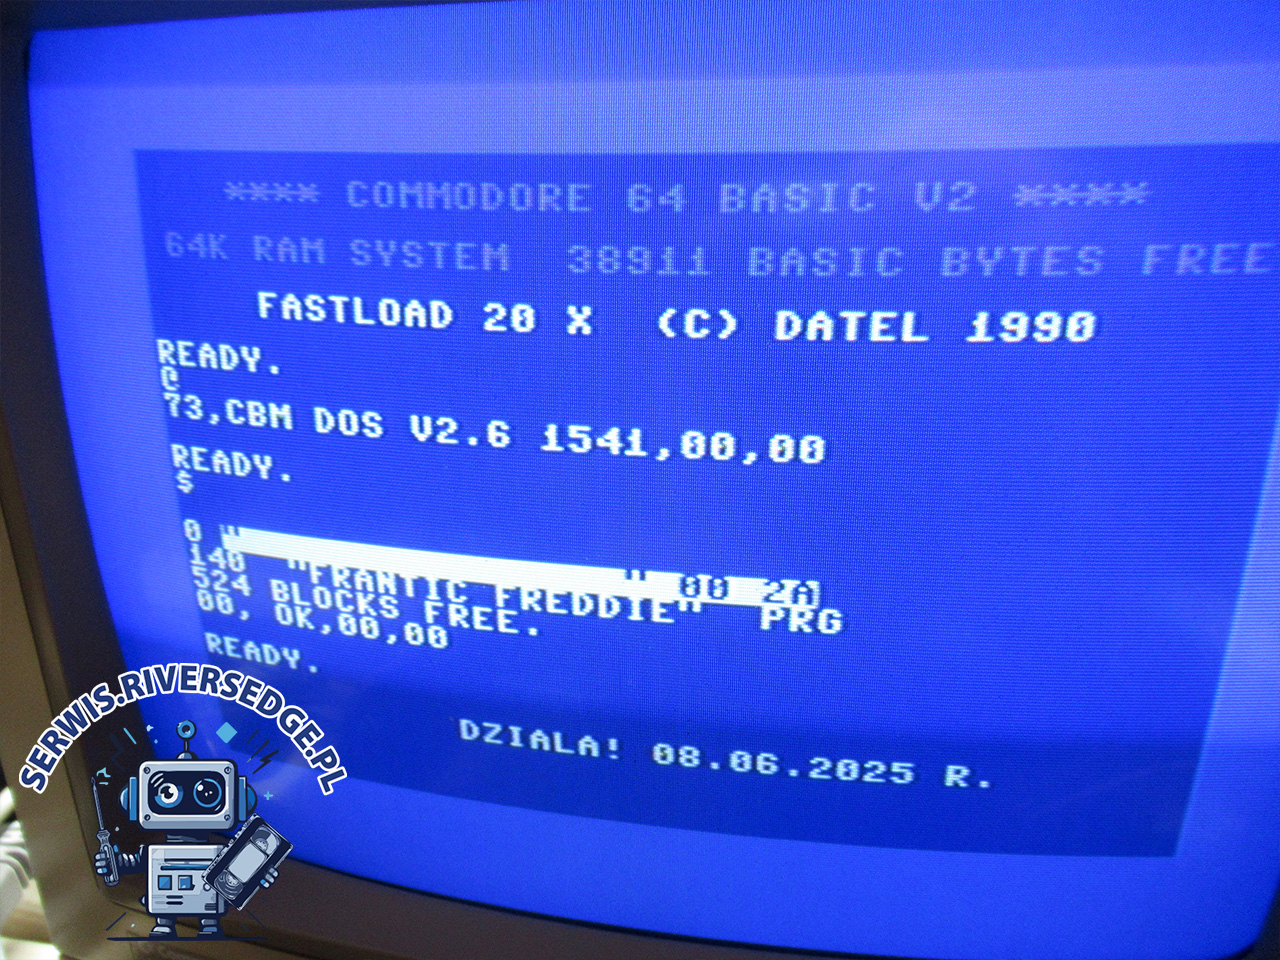 **** COMMODORE 64 BASIC V2 ****
64K RAM SYSTEM 38911 BASIC BYTES FREE
FASTLOAD 20 X (C) DATEL 1990
READY.
@
73,CBM DOS V2.6 1541,00,00
READY.
$
0 " " 00 2A
140 "FRANTIC FREDDIE" PRG
524 BLOCKS FREE.
00, OK,00,00
READY.
DZIALA! 08.06.2025 R.
SERWIS.RIVERSEDGE.PL